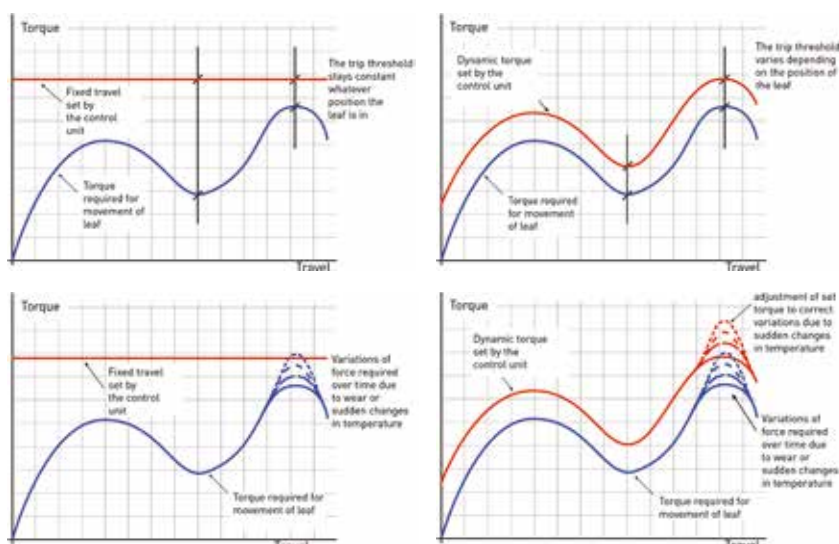 Torque
Fixed travel
set by
the control
unit
The trip threshold
stays constant
whatever
position the
leaf is in
Torque
required for
movement of
leaf
Travel
Torque
Dynamic torque
set by the
control unit
The trip threshold
varies depending
on the position of
the leaf
Torque
required
for movement
of leaf
Travel
Torque
Fixed travel
set by
the control
unit
Variations of
force required
over time due
to wear or
sudden changes
in temperature
Torque required for
movement of leaf
Travel
Torque
adjustment of set
torque to correct
variations due to
sudden changes
in temperature
Dynamic torque
set by the
control unit
Variations of
force required
over time due
to wear or
sudden changes
in temperature
Torque required for
movement of leaf